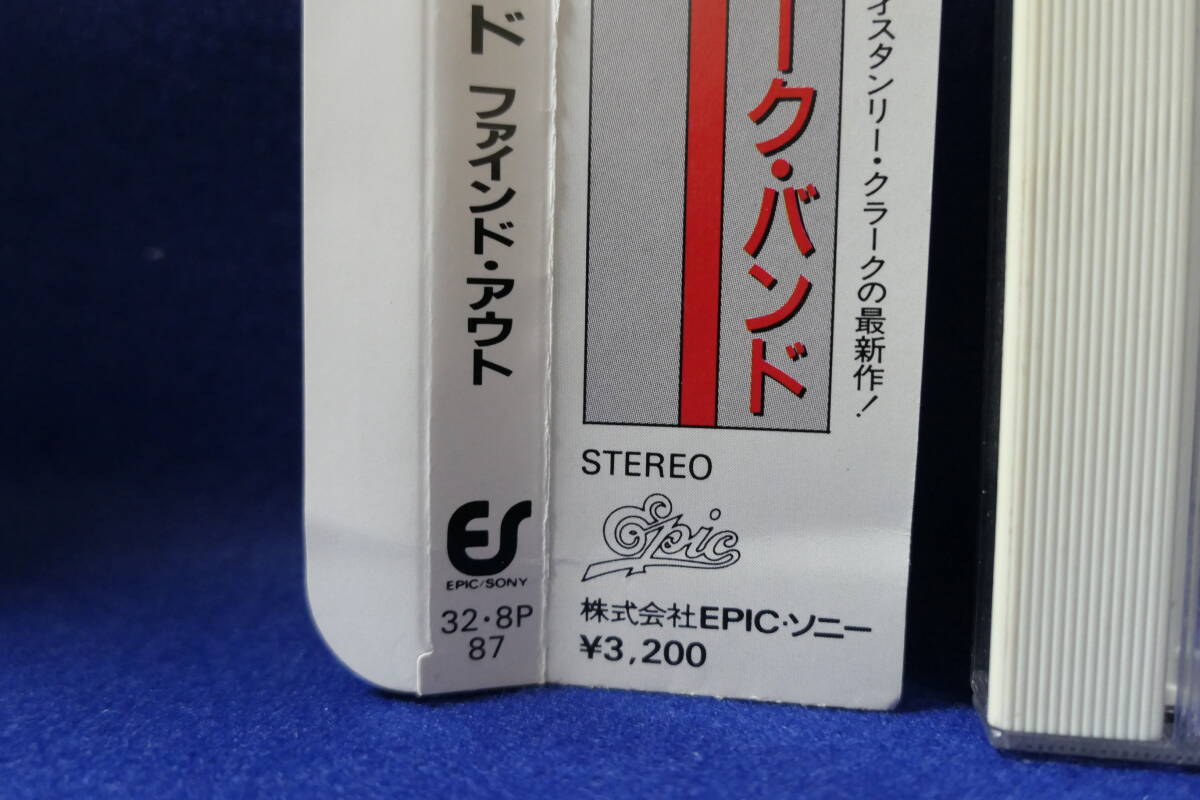 ド ファインド・アウト
ES
EPIC/SONY
32・8P
87
ーク・バンド
ィスタンリー・クラークの最新作!
STEREO
Epic
株式会社EPIC・ソニー
¥3,200